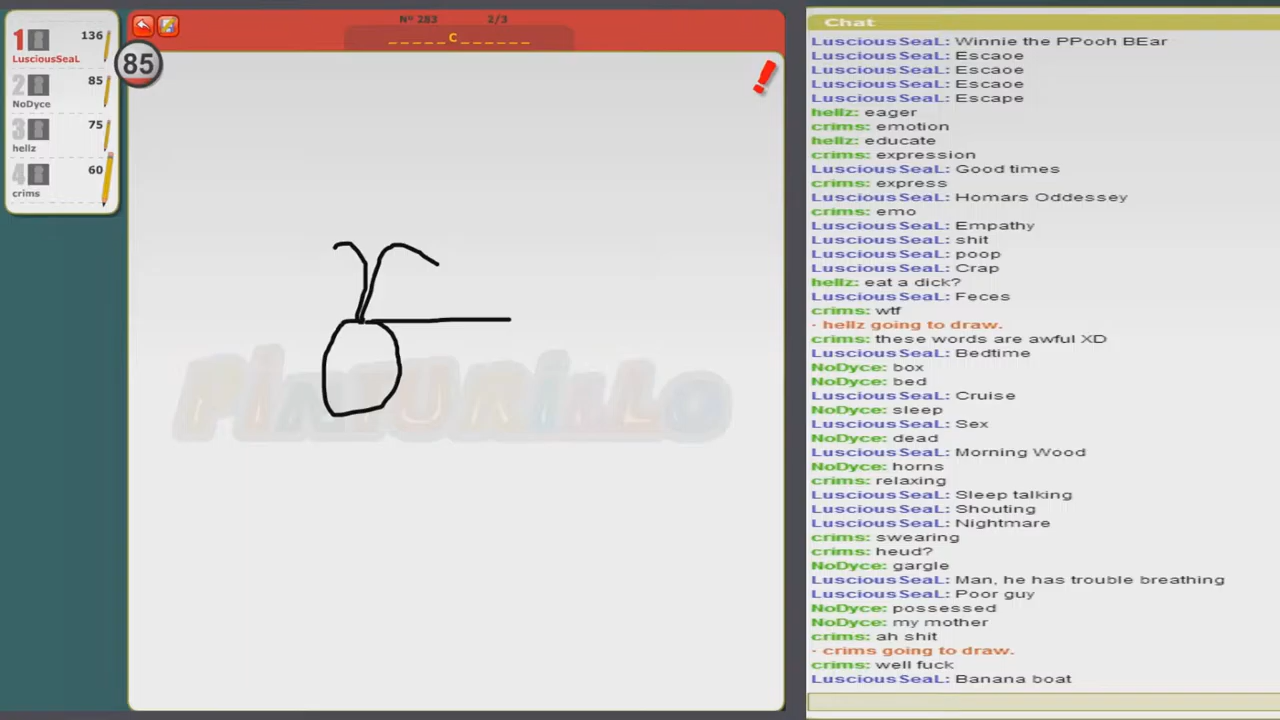 Nº 283 2/3
_ _ _ _ _ C _ _ _ _ _ _
1 136
LusciousSeaL
2 85
NoDyce
3 75
hellz
4 60
crims
85
!
PiNTURiLLO
Chat
LusciousSeaL: Winnie the PPooh BEar
LusciousSeaL: Escaoe
LusciousSeaL: Escaoe
LusciousSeaL: Escaoe
LusciousSeaL: Escape
hellz: eager
crims: emotion
hellz: educate
crims: expression
LusciousSeaL: Good times
crims: express
LusciousSeaL: Homars Oddessey
crims: emo
LusciousSeaL: Empathy
LusciousSeaL: shit
LusciousSeaL: poop
LusciousSeaL: Crap
hellz: eat a dick?
LusciousSeaL: Feces
crims: wtf
- hellz going to draw.
crims: these words are awful XD
LusciousSeaL: Bedtime
NoDyce: box
NoDyce: bed
LusciousSeaL: Cruise
NoDyce: sleep
LusciousSeaL: Sex
NoDyce: dead
LusciousSeaL: Morning Wood
NoDyce: horns
crims: relaxing
LusciousSeaL: Sleep talking
LusciousSeaL: Shouting
LusciousSeaL: Nightmare
crims: swearing
crims: heud?
NoDyce: gargle
LusciousSeaL: Man, he has trouble breathing
LusciousSeaL: Poor guy
NoDyce: possessed
NoDyce: my mother
crims: ah shit
- crims going to draw.
crims: well fuck
LusciousSeaL: Banana boat